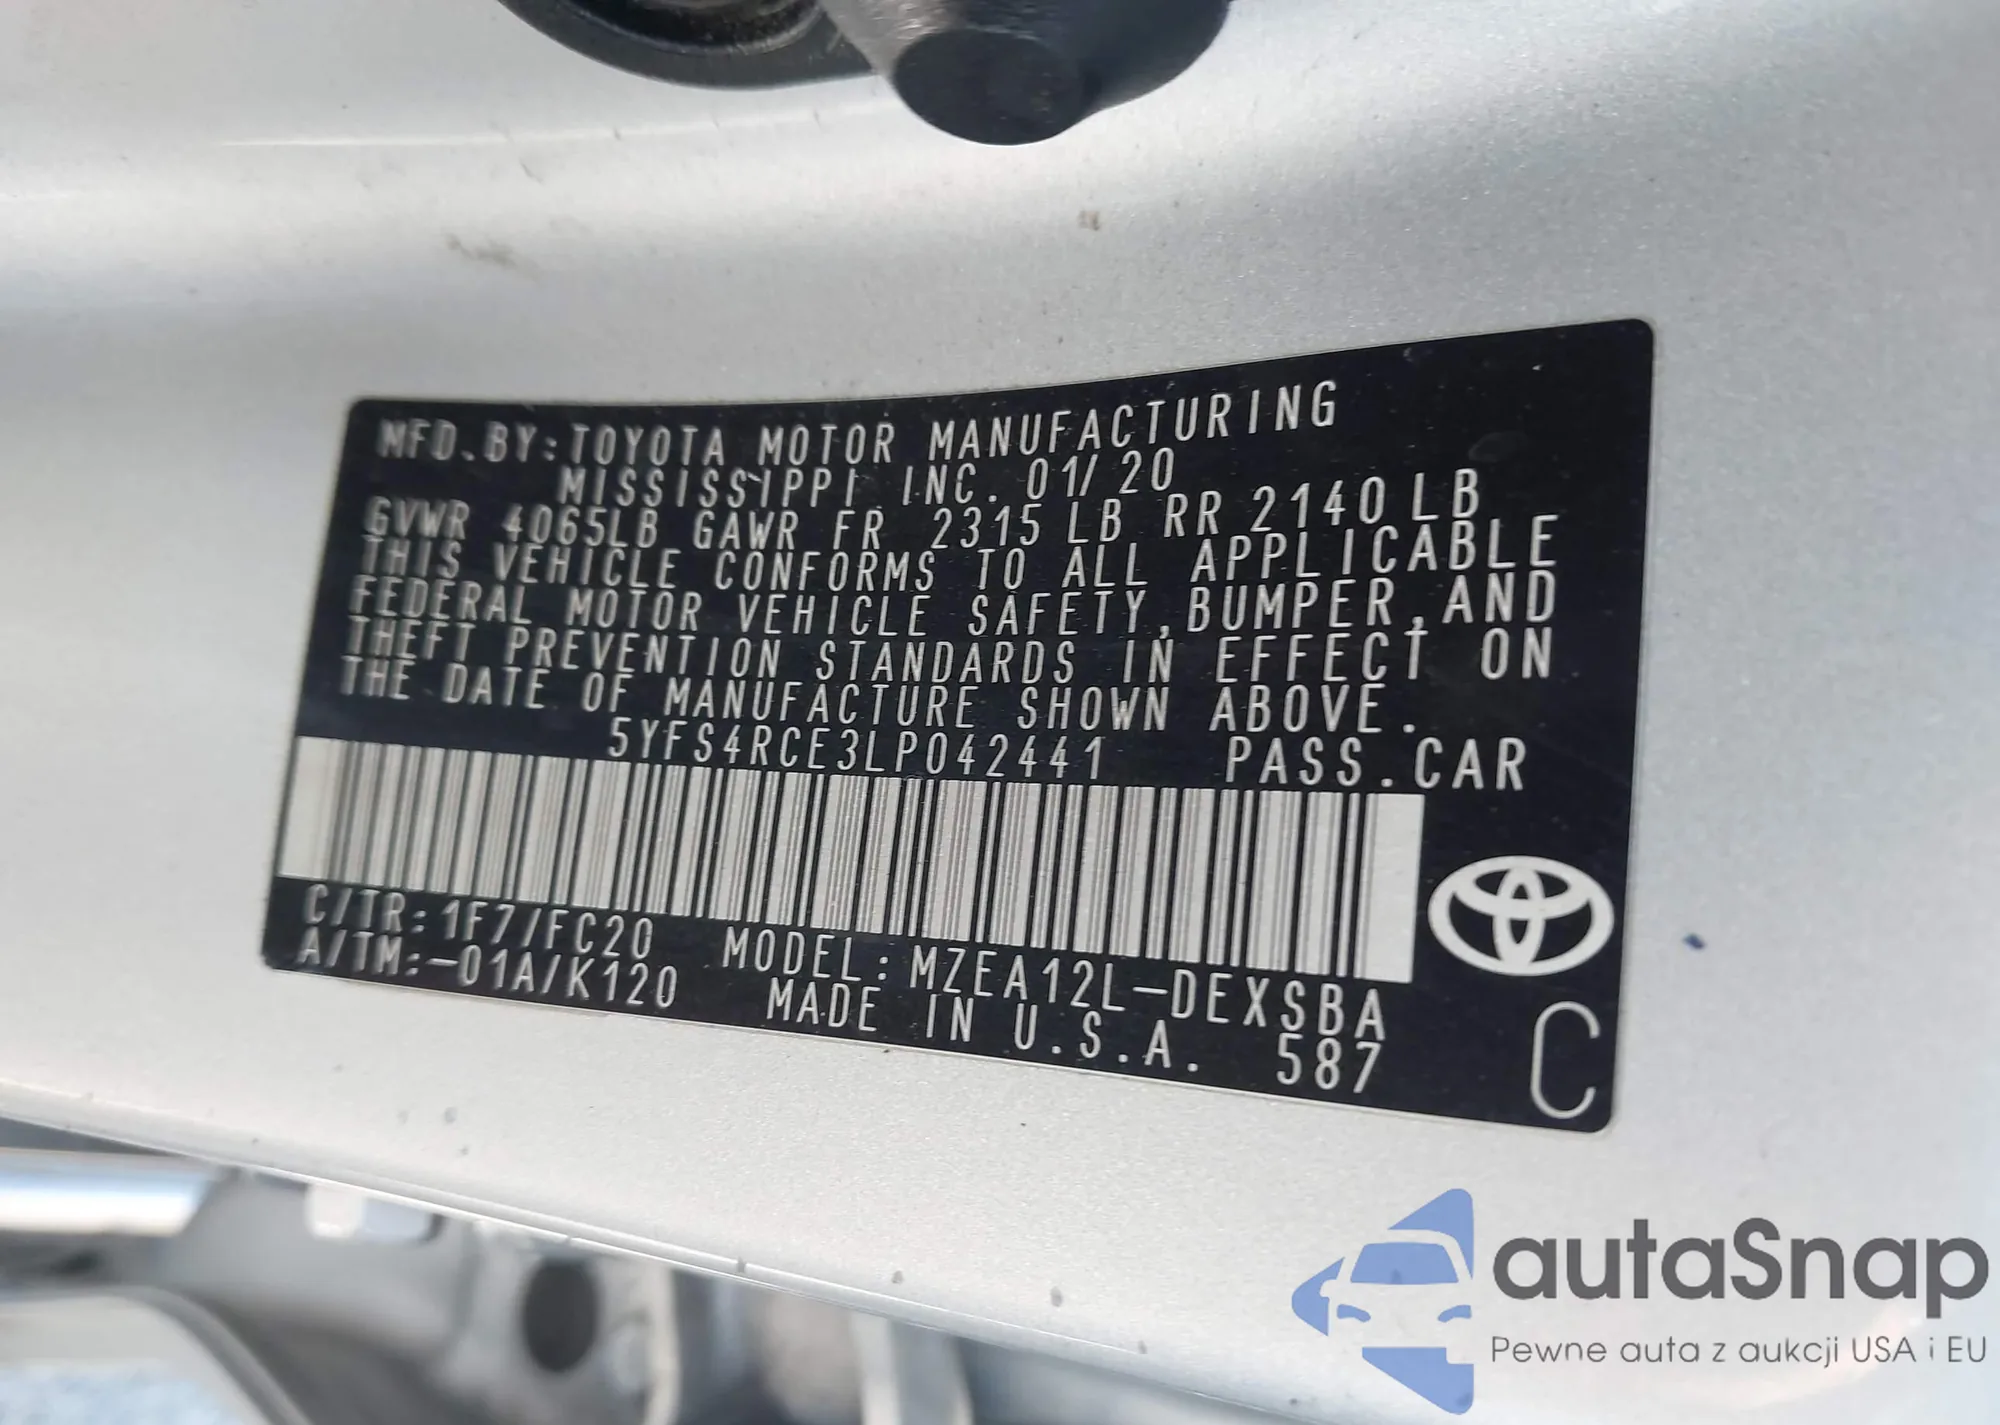 MFD.BY:TOYOTA MOTOR MANUFACTURING
MISSISSIPPI, INC. 01/20
GVWR 4065LB GAWR FR 2315LB RR 2140LB
THIS VEHICLE CONFORMS TO ALL APPLICABLE
FEDERAL MOTOR VEHICLE SAFETY,BUMPER,AND
THEFT PREVENTION STANDARDS IN EFFECT ON
THE DATE OF MANUFACTURE SHOWN ABOVE.
5YFS4RCE3LP042441 PASS.CAR
C/TR:1F7/FC20
A/TM:-01A/K120
MODEL:MZEA12L-DEXSBA
MADE IN U.S.A. 587
C
autaSnap
Pewne auta z aukcji USA i EU